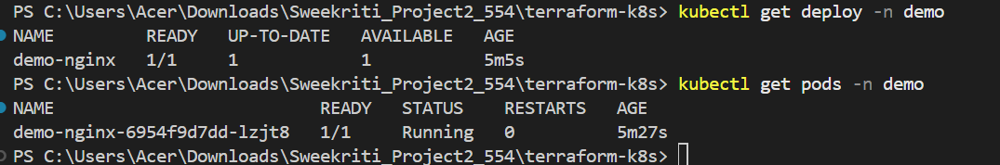 PS C:\Users\Acer\Downloads\Sweekriti_Project2_554\terraform-k8s> kubectl get deploy -n demo
NAME READY UP-TO-DATE AVAILABLE AGE
demo-nginx 1/1 1 1 5m5s
PS C:\Users\Acer\Downloads\Sweekriti_Project2_554\terraform-k8s> kubectl get pods -n demo
NAME READY STATUS RESTARTS AGE
demo-nginx-6954f9d7dd-lzjt8 1/1 Running 0 5m27s
PS C:\Users\Acer\Downloads\Sweekriti_Project2_554\terraform-k8s>